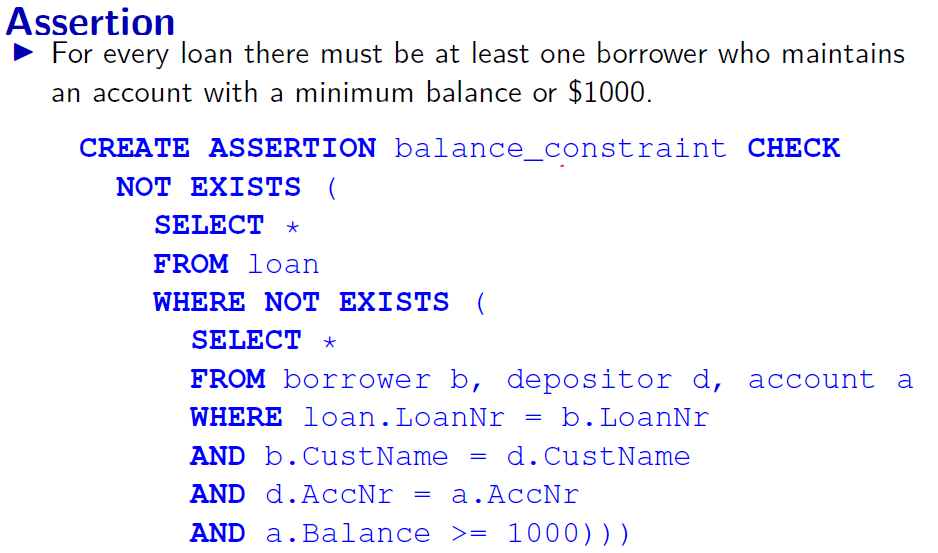 Assertion
▶ For every loan there must be at least one borrower who maintains
an account with a minimum balance or $1000.
CREATE ASSERTION balance_constraint CHECK
NOT EXISTS (
SELECT *
FROM loan
WHERE NOT EXISTS (
SELECT *
FROM borrower b, depositor d, account a
WHERE loan.LoanNr = b.LoanNr
AND b.CustName = d.CustName
AND d.AccNr = a.AccNr
AND a.Balance >= 1000)))